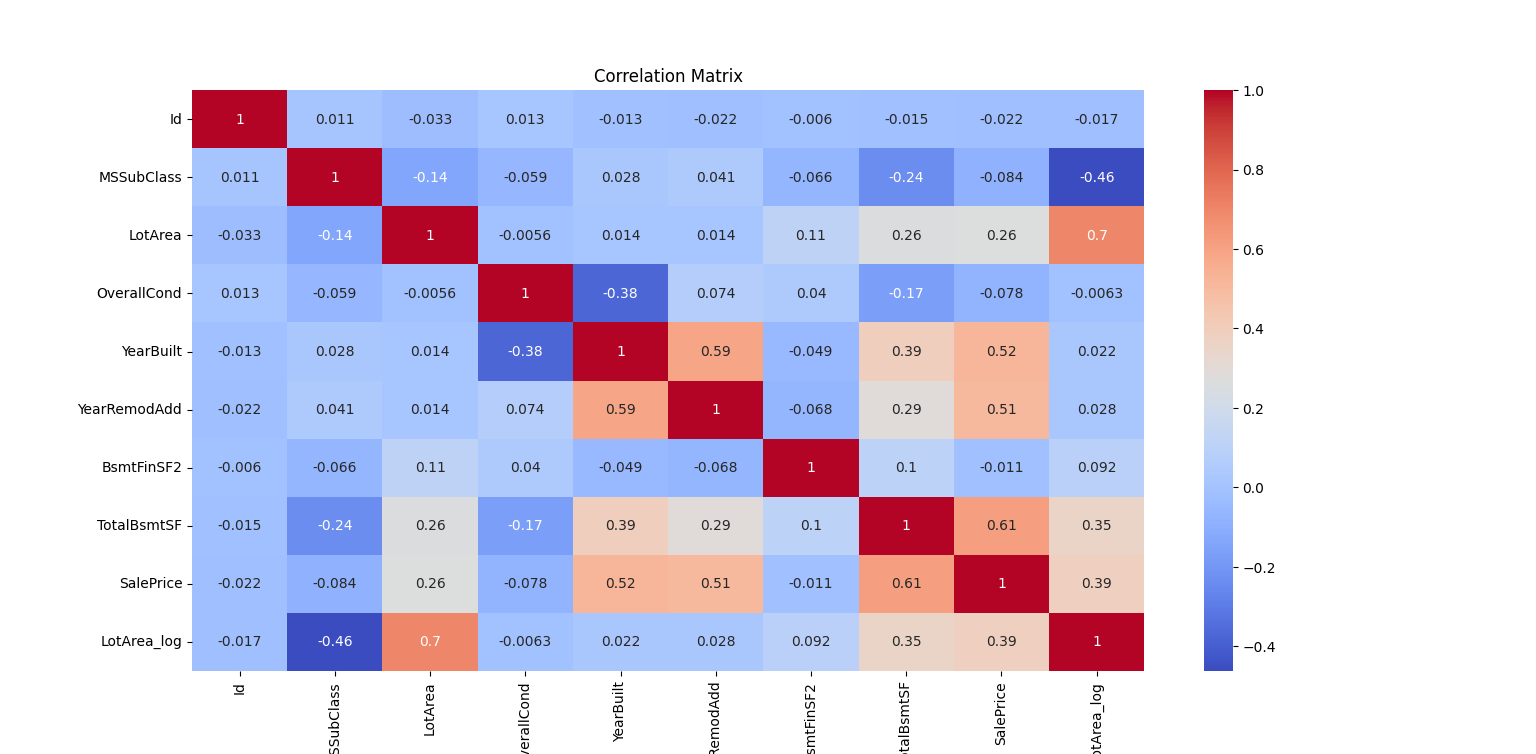 Correlation Matrix
Id 1 0.011 -0.033 0.013 -0.013 -0.022 -0.006 -0.015 -0.022 -0.017
MSSubClass 0.011 1 -0.14 -0.059 0.028 0.041 -0.066 -0.24 -0.084 -0.46
LotArea -0.033 -0.14 1 -0.0056 0.014 0.014 0.11 0.26 0.26 0.7
OverallCond 0.013 -0.059 -0.0056 1 -0.38 0.074 0.04 -0.17 -0.078 -0.0063
YearBuilt -0.013 0.028 0.014 -0.38 1 0.59 -0.049 0.39 0.52 0.022
YearRemodAdd -0.022 0.041 0.014 0.074 0.59 1 -0.068 0.29 0.51 0.028
BsmtFinSF2 -0.006 -0.066 0.11 0.04 -0.049 -0.068 1 0.1 -0.011 0.092
TotalBsmtSF -0.015 -0.24 0.26 -0.17 0.39 0.29 0.1 1 0.61 0.35
SalePrice -0.022 -0.084 0.26 -0.078 0.52 0.51 -0.011 0.61 1 0.39
LotArea_log -0.017 -0.46 0.7 -0.0063 0.022 0.028 0.092 0.35 0.39 1
Id
SSubClass
LotArea
verallCond
YearBuilt
RemodAdd
smtFinSF2
talBsmtSF
SalePrice
otArea_log
1.0
0.8
0.6
0.4
0.2
0.0
−0.2
−0.4